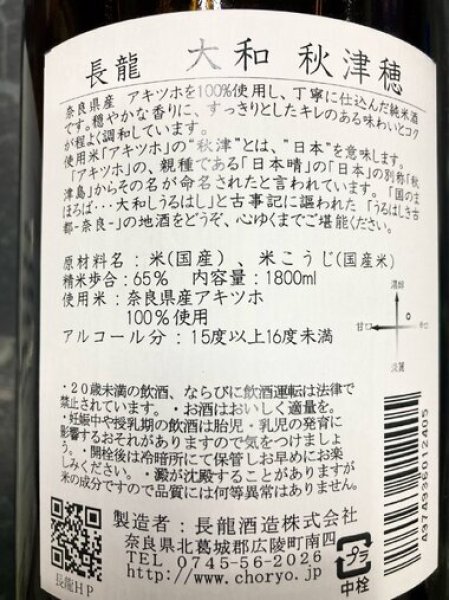 長龍 大和 秋津穂
奈良県産 アキツホを100%使用し、丁寧に仕込んだ純米酒
です。穏やかな香りに、すっきりとしたキレのある味わいとコク
が程よく調和しています。
使用米「アキツホ」の“秋津”とは、“日本”を意味します。
「アキツホ」の、親種である「日本晴」の「日本」の別称「秋
津島」からその名が命名されたと言われています。「国のま
ほろば・・・大和しうるはし」と古事記に謳われた「うるはしき古
都-奈良-」の地酒をどうぞ、心ゆくまでご堪能ください。
原材料名：米(国産)、米こうじ(国産米)
精米歩合：65% 内容量：1800ml
使用米：奈良県産アキツホ
100%使用
アルコール分：15度以上16度未満
濃醇
甘口
辛口
淡麗
・20歳未満の飲酒、ならびに飲酒運転は法律で
禁止されています。・お酒はおいしく適量を。
・妊娠中や授乳期の飲酒は胎児・乳児の発育に
影響するおそれがありますので気をつけましょ
う。・開栓後は冷暗所にて保管しお早めにお楽
しみください。・澱が沈殿することがありますが
米の成分ですので品質には何等異常はありません。
4974936012405
製造者：長龍酒造株式会社
奈良県北葛城郡広陵町南四
TEL 0745-56-2026
http://www.choryo.jp
長龍HP
プラ
中栓